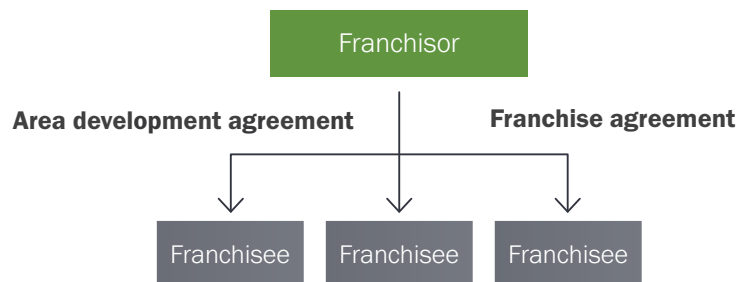 Franchisor
Area development agreement
Franchise agreement
Franchisee
Franchisee
Franchisee